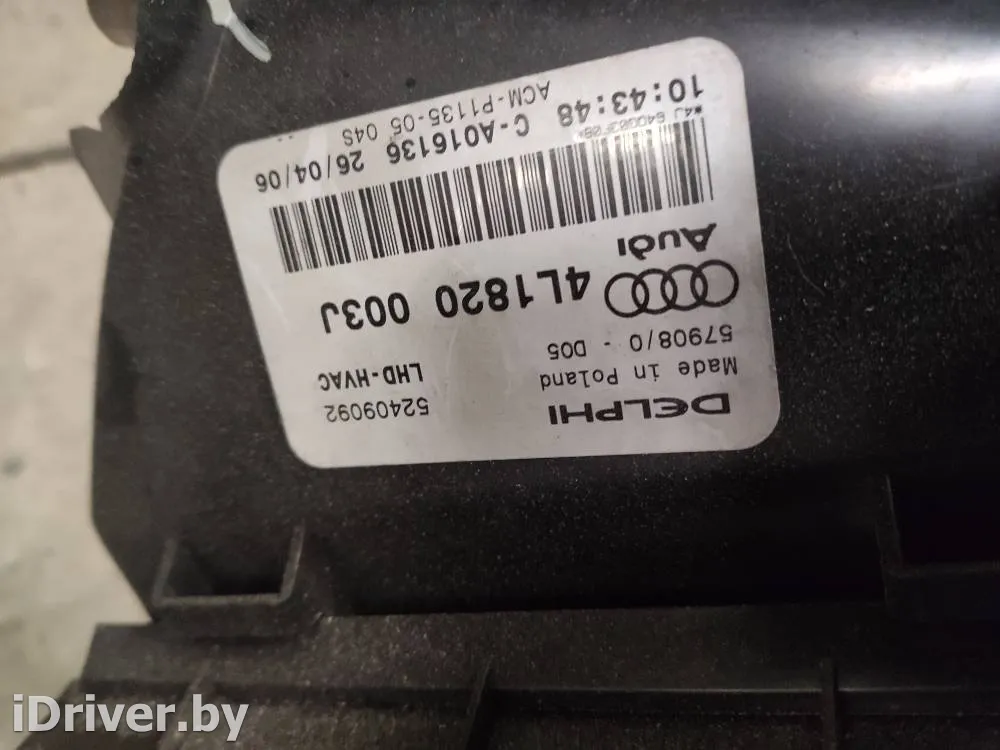 DELPHI 52409092
Made in Poland LHD-HVAC
57908/0 - D05
4L1820 003J
Audi
C-A016136 26/04/06
10:43:48 ACM-P1135-05 04S
iDriver.by